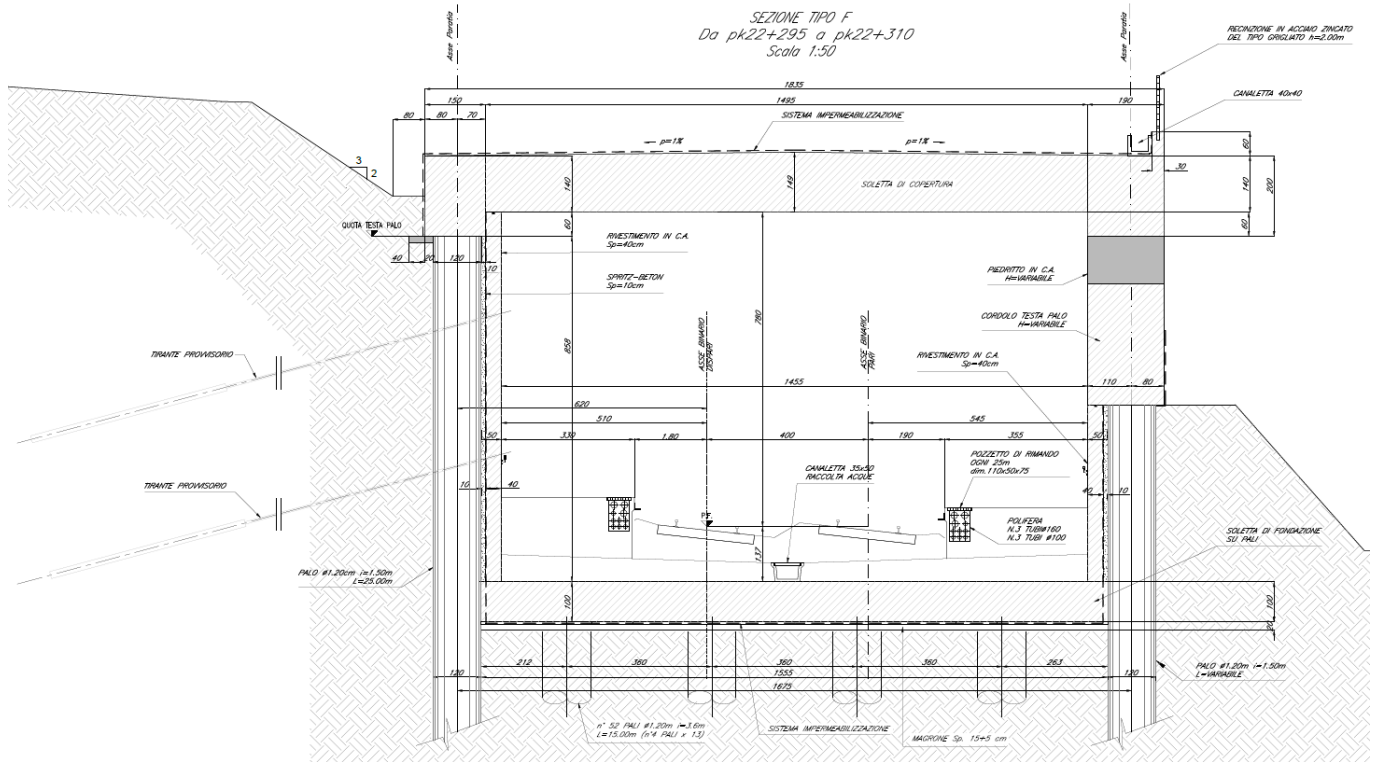 SEZIONE TIPO F
Da pk22+295 a pk22+310
Scala 1:50
Asse Paratia
Asse Paratia
RECINZIONE IN ACCIAIO ZINCATO
DEL TIPO GRIGLIATO h=2.00m
CANALETTA 40x40
1835
150
1495
190
80
80
70
SISTEMA IMPERMEABILIZZAZIONE
p=1%
p=1%
60
30
3
2
140
149
SOLETTA DI COPERTURA
140
200
QUOTA TESTA PALO
60
60
40
20
120
10
RIVESTIMENTO IN C.A.
Sp=40cm
SPRITZ-BETON
Sp=10cm
PIEDRITTO IN C.A.
H=VARIABILE
CORDOLO TESTA PALO
H=VARIABILE
780
858
TIRANTE PROVVISORIO
ASSE BINARIO
DISPARI
ASSE BINARIO
PARI
RIVESTIMENTO IN C.A.
Sp=40cm
1455
110
80
620
510
545
50
330
1.80
400
190
355
50
CANALETTA 35x50
RACCOLTA ACQUE
POZZETTO DI RIMANDO
OGNI 25m
dim.110x50x75
TIRANTE PROVVISORIO
10
40
40
10
P.F.
POLIFERA
N.3 TUBIø160
N.3 TUBI ø100
SOLETTA DI FONDAZIONE
SU PALI
137
PALO ø1.20cm i=1.50m
L=25.00m
100
100
20
212
360
360
360
263
120
1555
120
1675
PALO ø1.20m i=1.50m
L=VARIABILE
n° 52 PALI ø1.20m i=3.6m
L=15.00m (n°4 PALI x 13)
SISTEMA IMPERMEABILIZZAZIONE
MAGRONE Sp. 15+5 cm